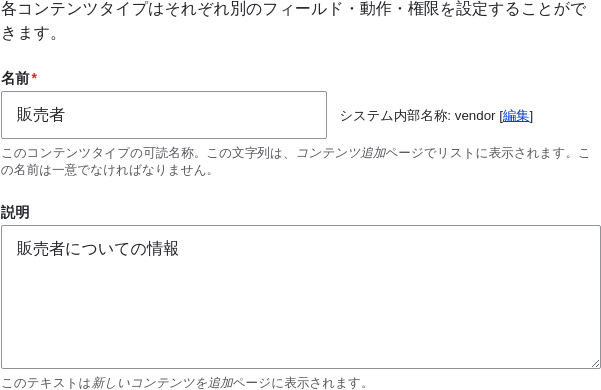 各コンテンツタイプはそれぞれ別のフィールド・動作・権限を設定することがで
きます。
名前*
販売者
システム内部名称: vendor [編集]
このコンテンツタイプの可読名称。この文字列は、コンテンツ追加ページでリストに表示されます。こ
の名前は一意でなければなりません。
説明
販売者についての情報
このテキストは新しいコンテンツを追加ページに表示されます。